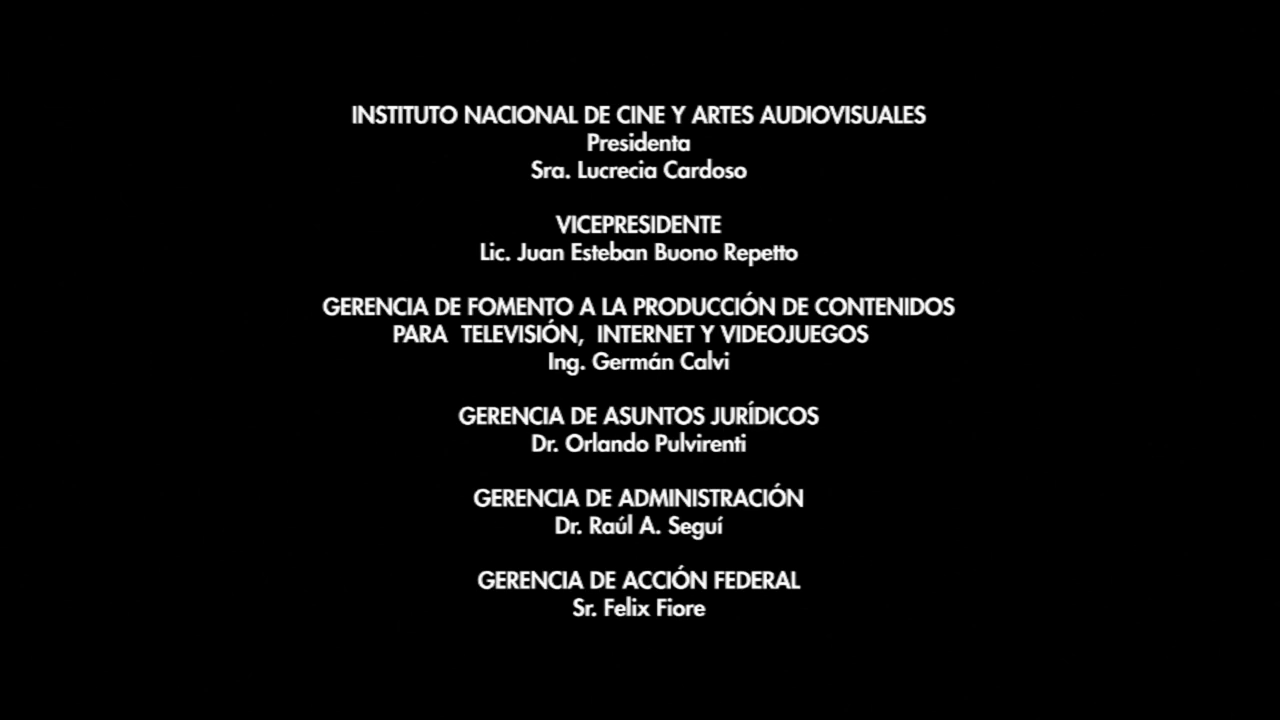 INSTITUTO NACIONAL DE CINE Y ARTES AUDIOVISUALES
Presidenta
Sra. Lucrecia Cardoso
VICEPRESIDENTE
Lic. Juan Esteban Buono Repetto
GERENCIA DE FOMENTO A LA PRODUCCIÓN DE CONTENIDOS
PARA TELEVISIÓN, INTERNET Y VIDEOJUEGOS
Ing. Germán Calvi
GERENCIA DE ASUNTOS JURÍDICOS
Dr. Orlando Pulvirenti
GERENCIA DE ADMINISTRACIÓN
Dr. Raúl A. Seguí
GERENCIA DE ACCIÓN FEDERAL
Sr. Felix Fiore